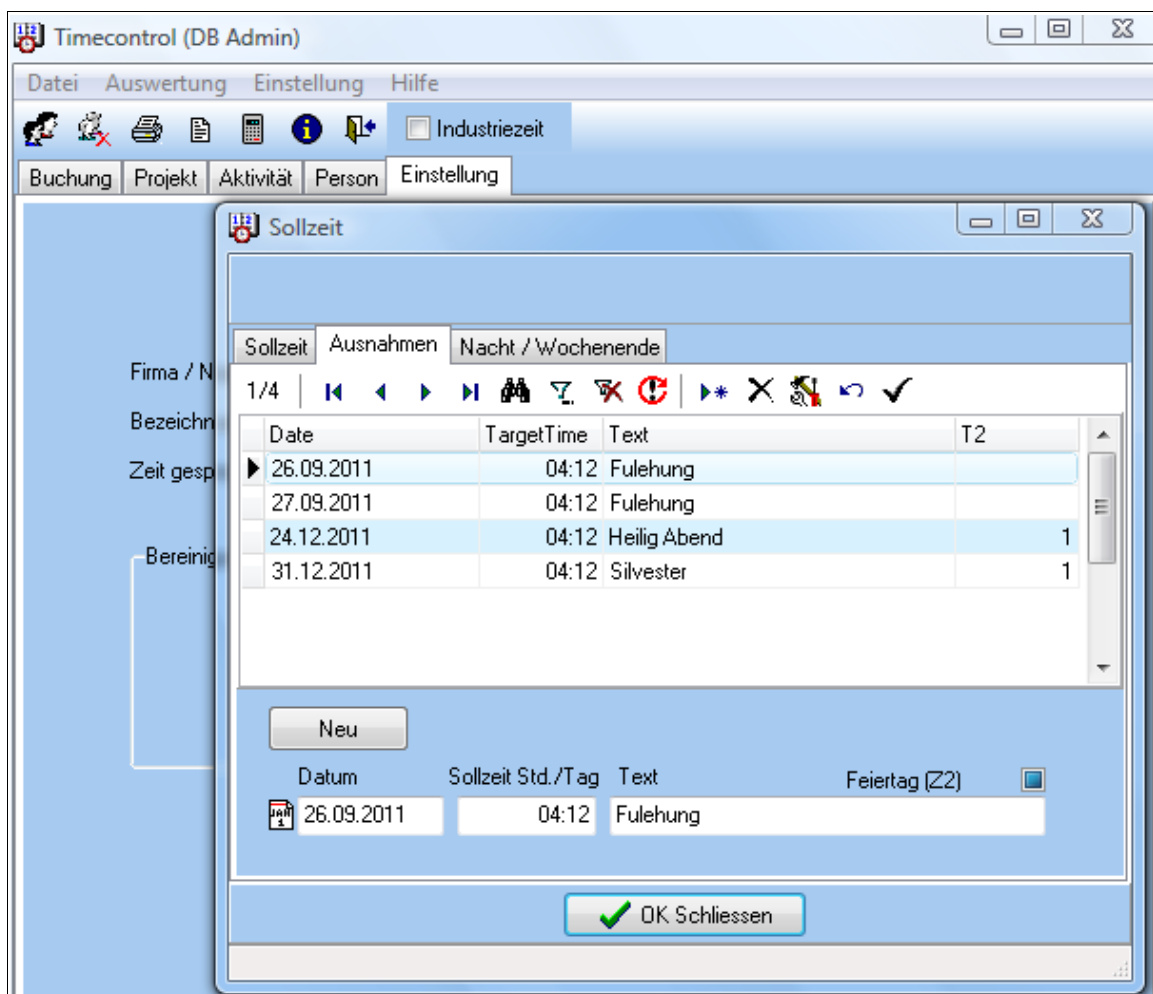 Timecontrol (DB Admin)
Datei Auswertung Einstellung Hilfe
Industriezeit
Buchung Projekt Aktivität Person Einstellung
Sollzeit
Sollzeit Ausnahmen Nacht / Wochenende
Firma / N
1/4
Bezeichn
Date TargetTime Text T2
Zeit gesp
26.09.2011 04:12 Fulehung
27.09.2011 04:12 Fulehung
24.12.2011 04:12 Heilig Abend 1
Bereinig
31.12.2011 04:12 Silvester 1
Neu
Datum Sollzeit Std./Tag Text Feiertag (Z2)
26.09.2011 04:12 Fulehung
OK Schliessen